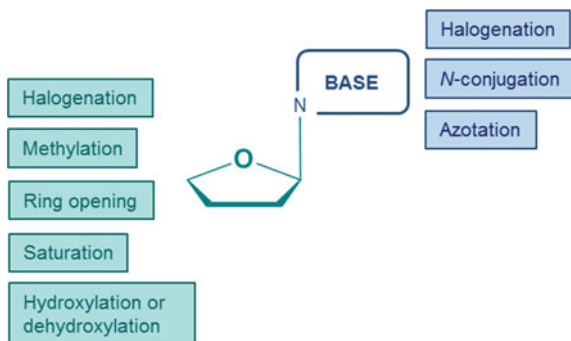 Halogenation
Methylation
Ring opening
Saturation
Hydroxylation or
dehydroxylation
O
N
BASE
Halogenation
N-conjugation
Azotation